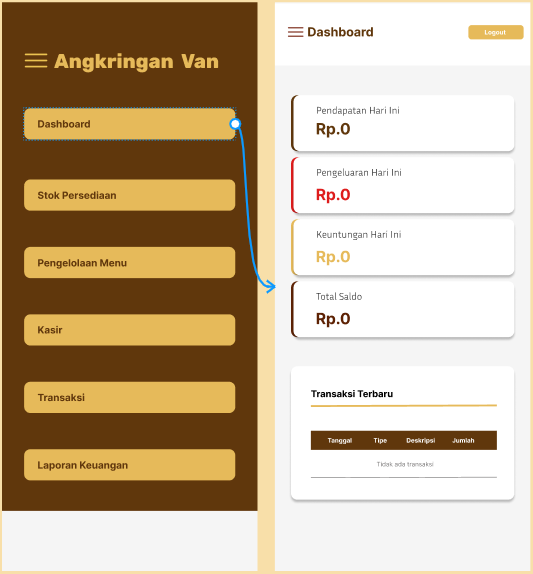 Angkringan Van
Dashboard
Stok Persediaan
Pengelolaan Menu
Kasir
Transaksi
Laporan Keuangan
Dashboard
Logout
Pendapatan Hari Ini
Rp.0
Pengeluaran Hari Ini
Rp.0
Keuntungan Hari Ini
Rp.0
Total Saldo
Rp.0
Transaksi Terbaru
Tanggal Tipe Deskripsi Jumlah
Tidak ada transaksi